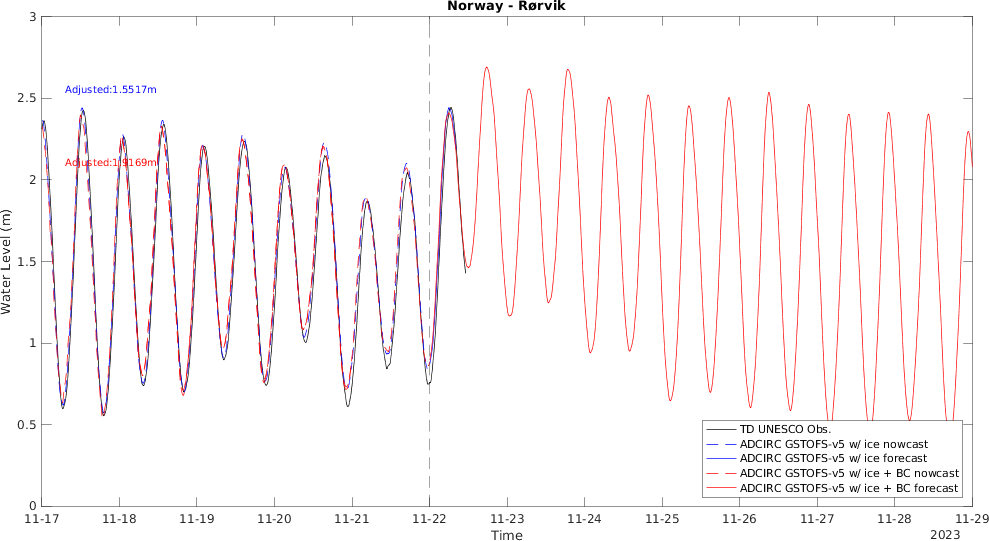 Norway - Rørvik
Adjusted:1.5517m
Adjusted:1.9169m
Water Level (m)
3
2.5
2
1.5
1
0.5
0
11-17 11-18 11-19 11-20 11-21 11-22 11-23 11-24 11-25 11-26 11-27 11-28 11-29
Time
2023
TD UNESCO Obs.
ADCIRC GSTOFS-v5 w/ ice nowcast
ADCIRC GSTOFS-v5 w/ ice forecast
ADCIRC GSTOFS-v5 w/ ice + BC nowcast
ADCIRC GSTOFS-v5 w/ ice + BC forecast